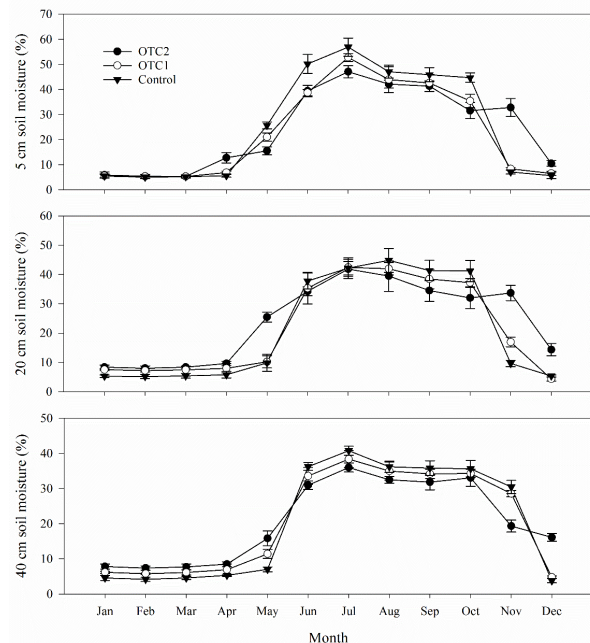 70
60
50
40
30
20
10
0
5 cm soil moisture (%)
OTC2
OTC1
Control
60
50
40
30
20
10
0
20 cm soil moisture (%)
50
40
30
20
10
0
40 cm soil moisture (%)
Jan Feb Mar Apr May Jun Jul Aug Sep Oct Nov Dec
Month